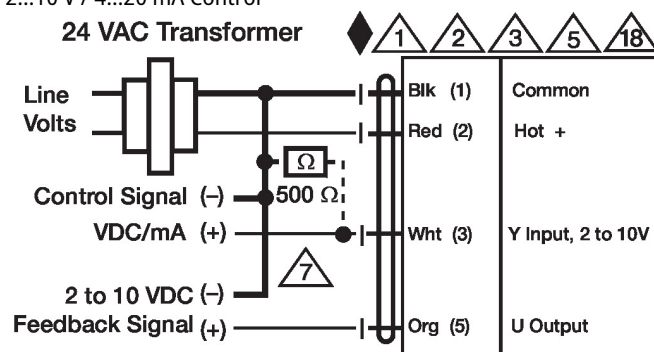 2...10 V / 4...20 mA Control
24 VAC Transformer
1 2 3 5 18
Line
Volts
Blk (1) Common
Red (2) Hot +
Ω
500 Ω
Control Signal (−)
VDC/mA (+)
Wht (3) Y Input, 2 to 10V
7
2 to 10 VDC (−)
Feedback Signal (+)
Org (5) U Output